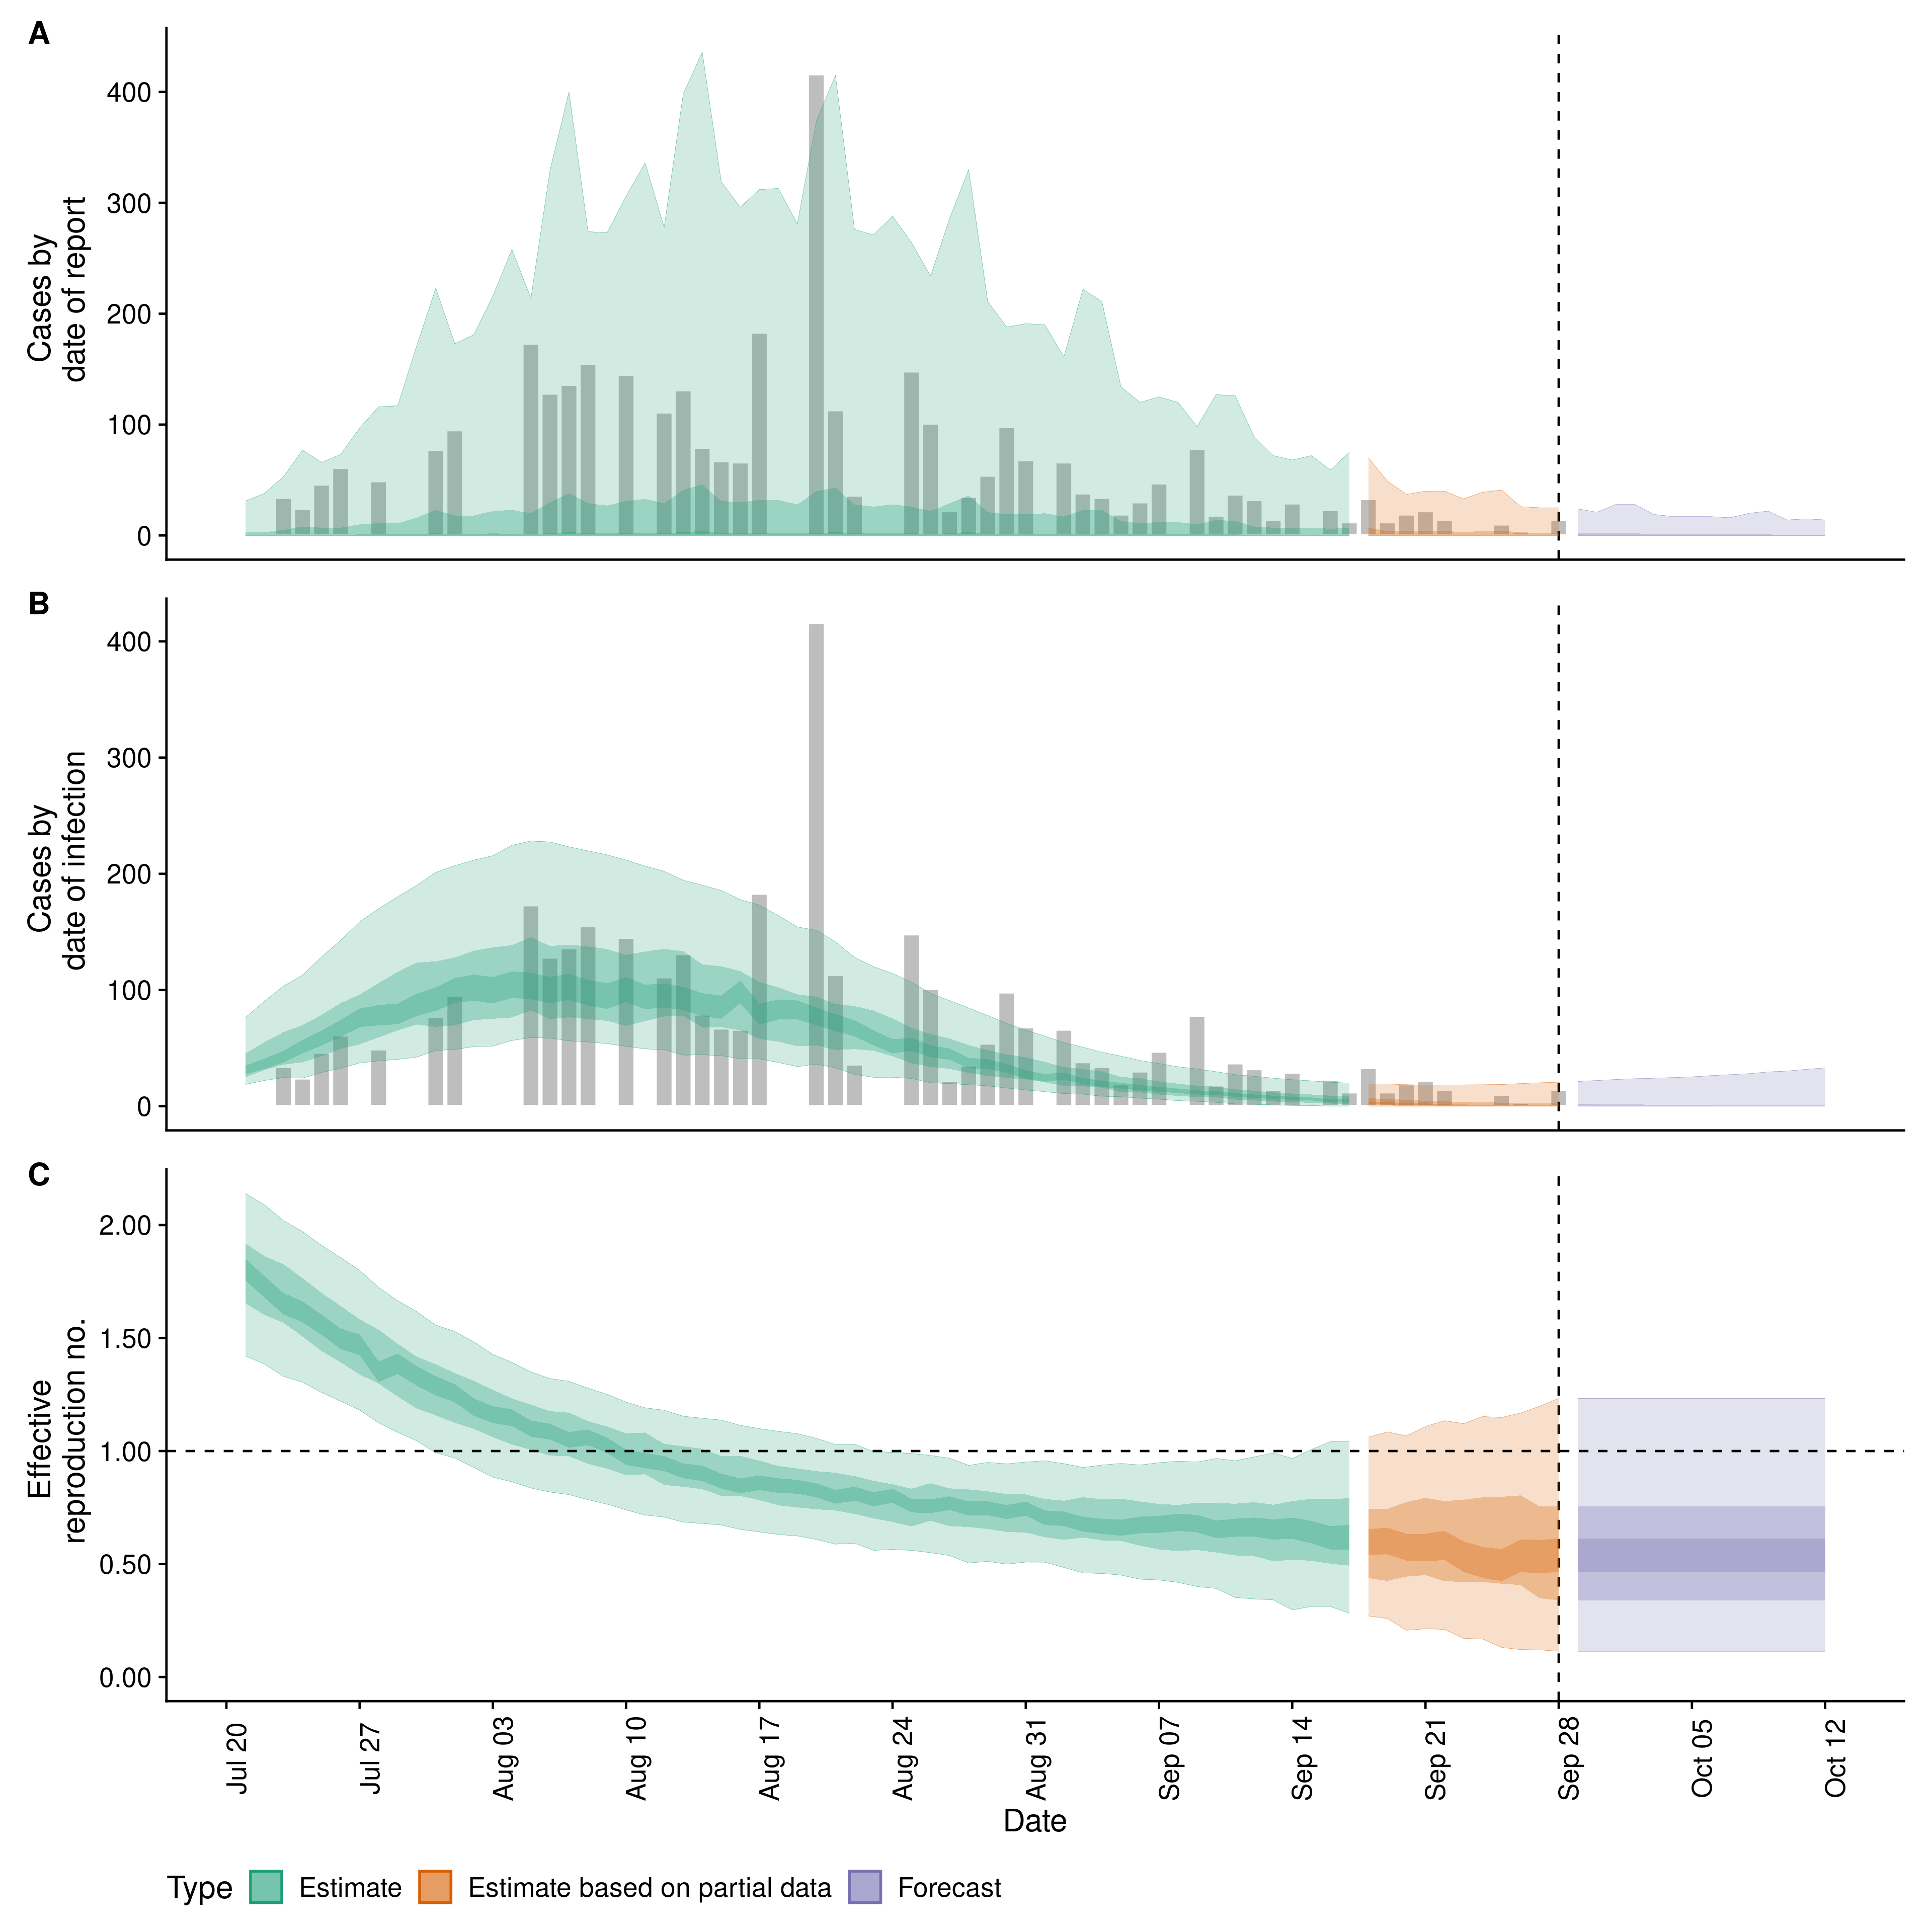 A
Cases by
date of report
400
300
200
100
0
B
Cases by
date of infection
400
300
200
100
0
C
Effective
reproduction no.
2.00
1.50
1.00
0.50
0.00
Jul 20
Jul 27
Aug 03
Aug 10
Aug 17
Aug 24
Aug 31
Sep 07
Sep 14
Sep 21
Sep 28
Oct 05
Oct 12
Date
Type Estimate Estimate based on partial data Forecast